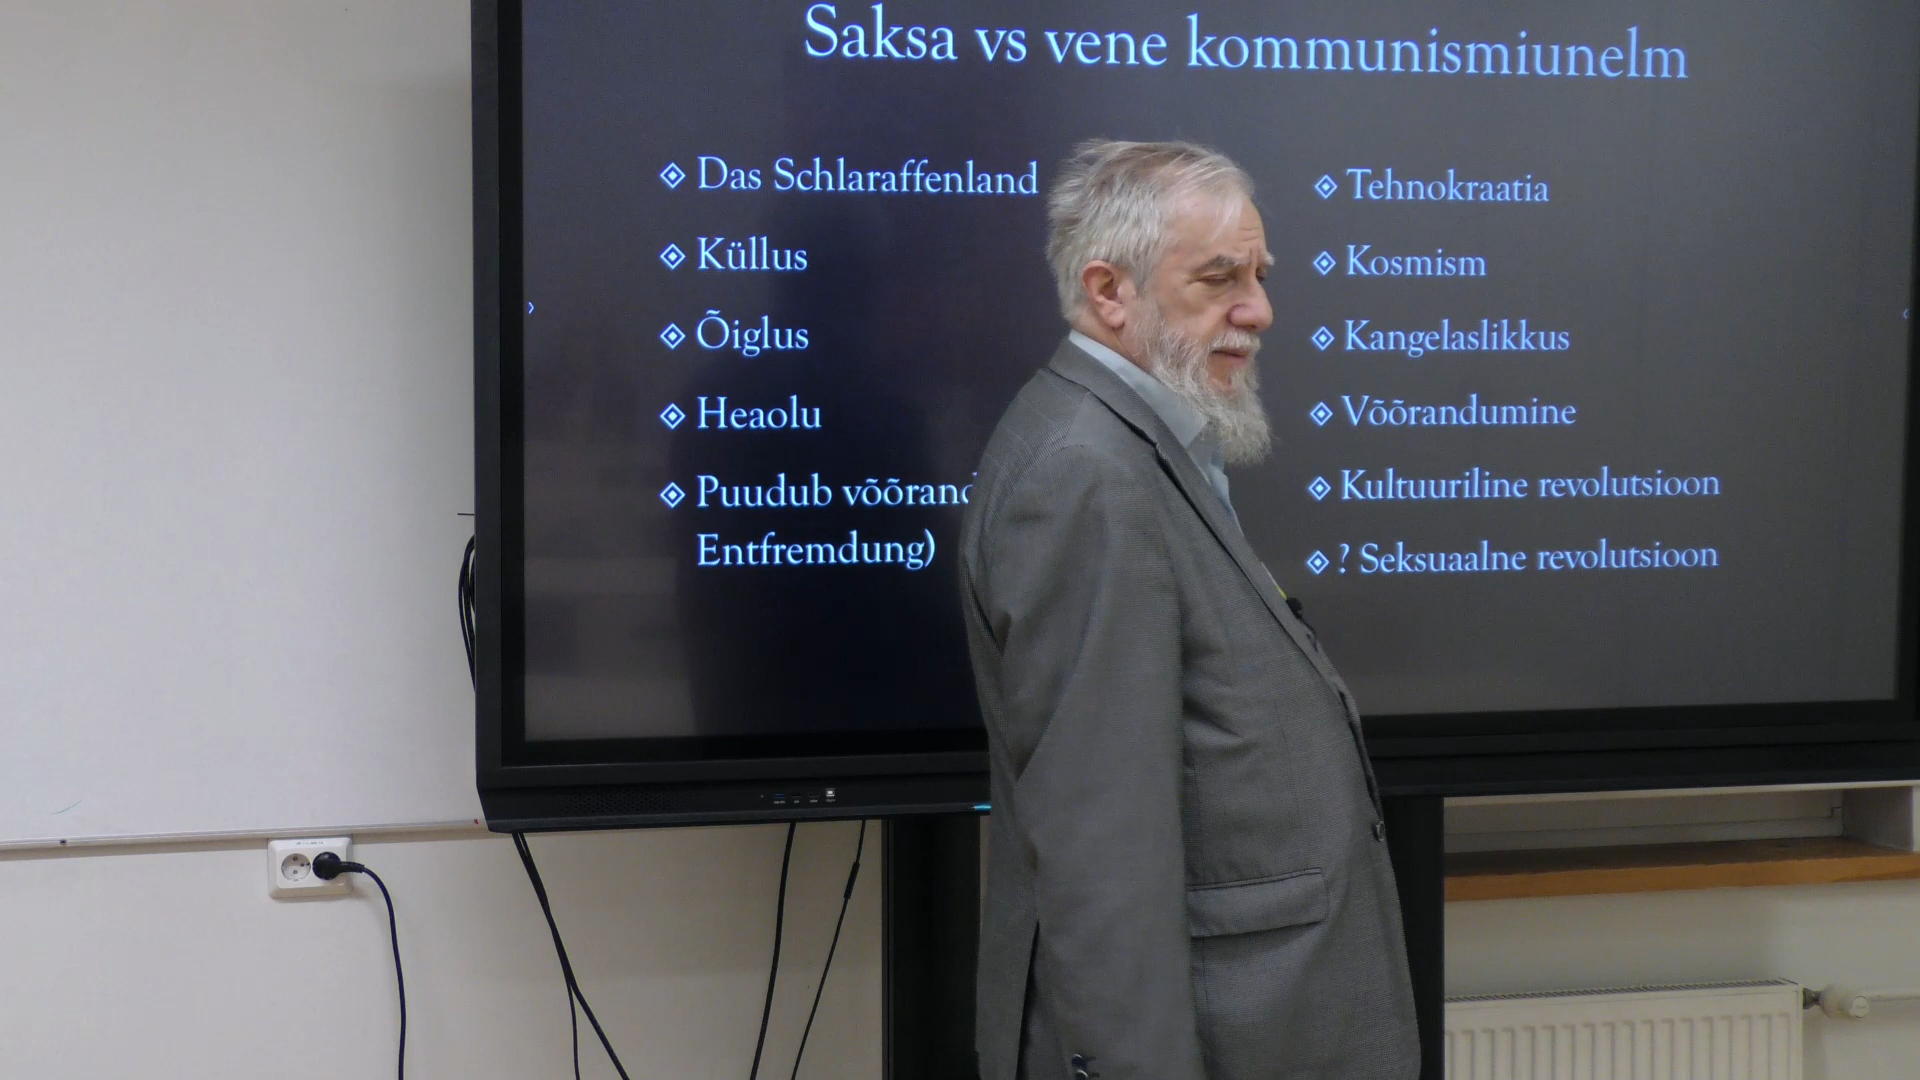 Saksa vs vene kommunismiunelm
Das Schlaraffenland
Küllus
Õiglus
Heaolu
Puudub
Entfremdung)
Tehnokraatia
Kosmism
Kangelaslikkus
Võõrandumine
Kultuuriline revolutsioon
? Seksuaalne revolutsioon